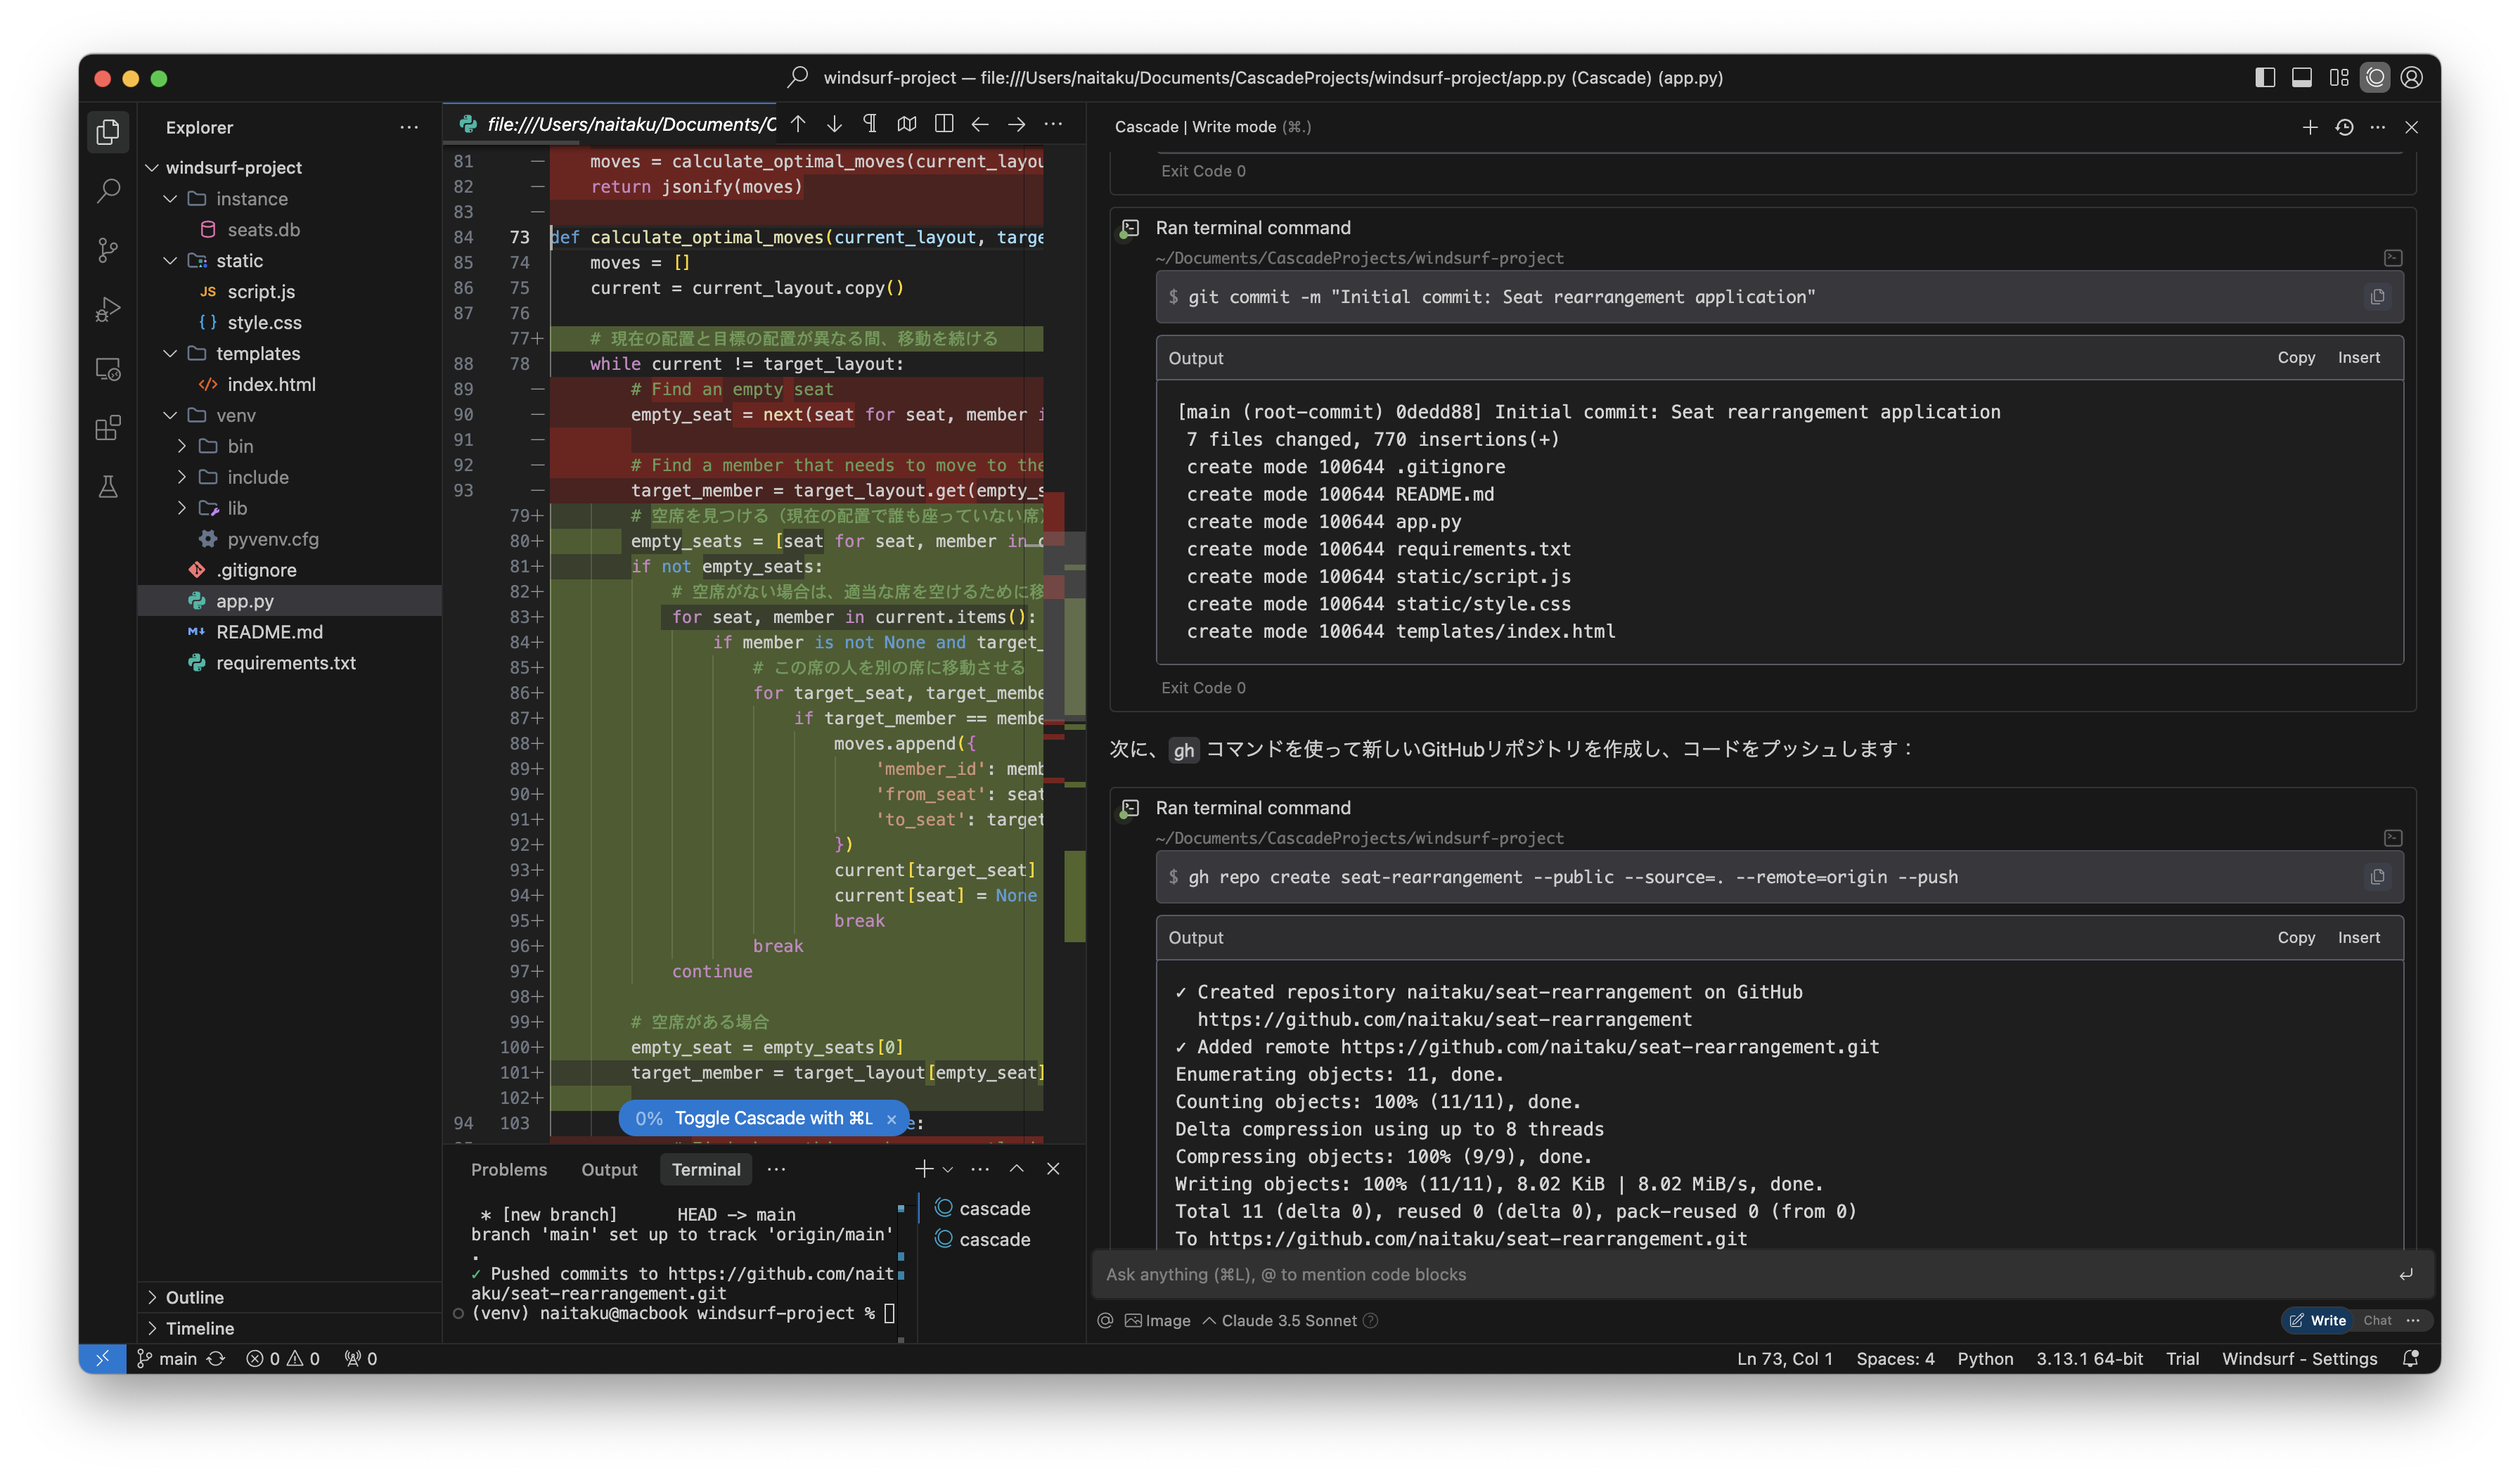 windsurf-project — file:///Users/naitaku/Documents/CascadeProjects/windsurf-project/app.py (Cascade) (app.py)
Explorer
windsurf-project
instance
seats.db
static
JS script.js
{ } style.css
templates
</> index.html
venv
bin
include
lib
pyvenv.cfg
.gitignore
app.py
M↓ README.md
requirements.txt
Outline
Timeline
file:///Users/naitaku/Documents/C
81 — moves = calculate_optimal_moves(current_layou
82 — return jsonify(moves)
83 —
84 73 def calculate_optimal_moves(current_layout, targe
85 74 moves = []
86 75 current = current_layout.copy()
87 76
77+ # 現在の配置と目標の配置が異なる間、移動を続ける
88 78 while current != target_layout:
89 — # Find an empty seat
90 — empty_seat = next(seat for seat, member i
91 —
92 — # Find a member that needs to move to the
93 — target_member = target_layout.get(empty_s
79+ # 空席を見つける（現在の配置で誰も座っていない席）
80+ empty_seats = [seat for seat, member in c
81+ if not empty_seats:
82+ # 空席がない場合は、適当な席を空けるために移
83+ for seat, member in current.items():
84+ if member is not None and target_
85+ # この席の人を別の席に移動させる
86+ for target_seat, target_membe
87+ if target_member == membe
88+ moves.append({
89+ 'member_id': memb
90+ 'from_seat': seat
91+ 'to_seat': target
92+ })
93+ current[target_seat]
94+ current[seat] = None
95+ break
96+ break
97+ continue
98+
99+ # 空席がある場合
100+ empty_seat = empty_seats[0]
101+ target_member = target_layout[empty_seat]
102+
94 103 e:
0% Toggle Cascade with ⌘L ×
Problems Output Terminal
* [new branch] HEAD -> main
branch 'main' set up to track 'origin/main'
.
✓ Pushed commits to https://github.com/nait
aku/seat-rearrangement.git
(venv) naitaku@macbook windsurf-project %
cascade
cascade
Cascade | Write mode (⌘.)
Exit Code 0
Ran terminal command
~/Documents/CascadeProjects/windsurf-project
$ git commit -m "Initial commit: Seat rearrangement application"
Output Copy Insert
[main (root-commit) 0dedd88] Initial commit: Seat rearrangement application
7 files changed, 770 insertions(+)
create mode 100644 .gitignore
create mode 100644 README.md
create mode 100644 app.py
create mode 100644 requirements.txt
create mode 100644 static/script.js
create mode 100644 static/style.css
create mode 100644 templates/index.html
Exit Code 0
次に、 gh コマンドを使って新しいGitHubリポジトリを作成し、コードをプッシュします：
Ran terminal command
~/Documents/CascadeProjects/windsurf-project
$ gh repo create seat-rearrangement --public --source=. --remote=origin --push
Output Copy Insert
✓ Created repository naitaku/seat-rearrangement on GitHub
https://github.com/naitaku/seat-rearrangement
✓ Added remote https://github.com/naitaku/seat-rearrangement.git
Enumerating objects: 11, done.
Counting objects: 100% (11/11), done.
Delta compression using up to 8 threads
Compressing objects: 100% (9/9), done.
Writing objects: 100% (11/11), 8.02 KiB | 8.02 MiB/s, done.
Total 11 (delta 0), reused 0 (delta 0), pack-reused 0 (from 0)
To https://github.com/naitaku/seat-rearrangement.git
Ask anything (⌘L), @ to mention code blocks
@ Image Claude 3.5 Sonnet
Write Chat
main 0 0 0
Ln 73, Col 1 Spaces: 4 Python 3.13.1 64-bit Trial Windsurf - Settings